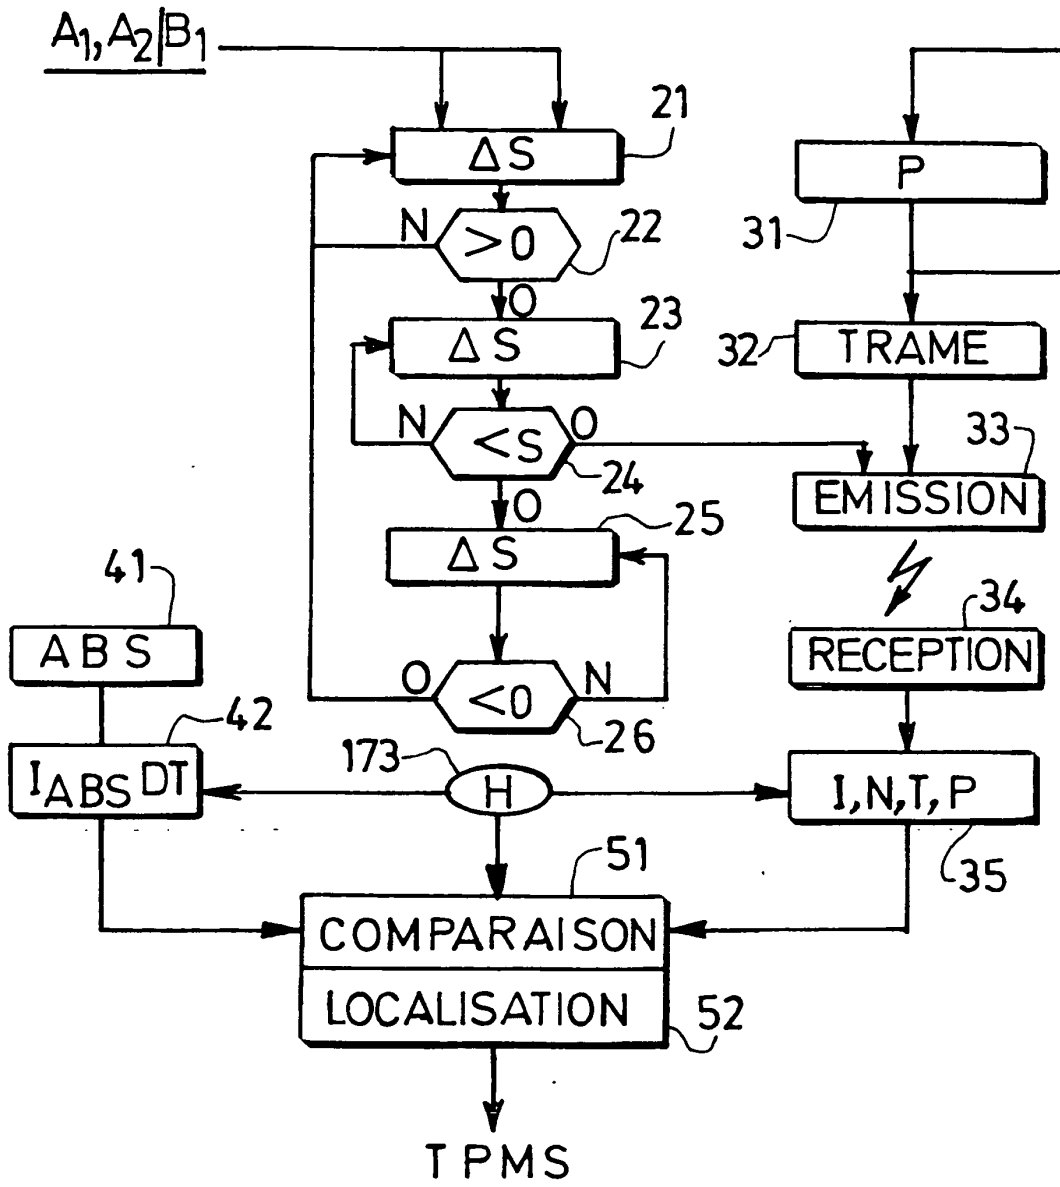 A1, A2|B1
21
ΔS
P
31
N
>0
22
O
23
ΔS
32
TRAME
N
<S
O
24
33
EMISSION
O
25
ΔS
41
ABS
34
RECEPTION
O
<0
N
26
42
IABS DT
173
H
I,N,T,P
35
51
COMPARAISON
LOCALISATION
52
TPMS